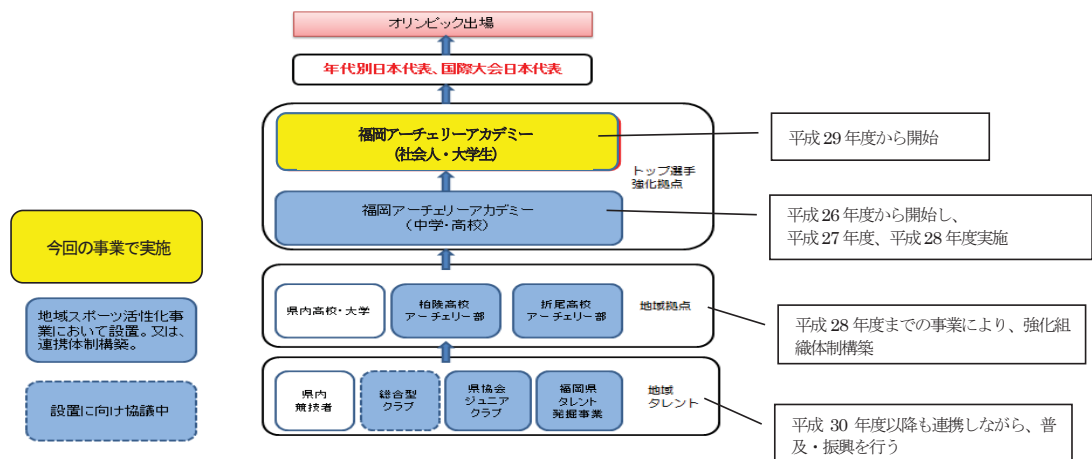 オリンピック出場
年代別日本代表、国際大会日本代表
福岡アーチェリーアカデミー
(社会人・大学生)
トップ選手
強化拠点
平成 29 年度から開始
福岡アーチェリーアカデミー
(中学・高校)
平成 26 年度から開始し、
平成 27 年度、平成 28 年度実施
今回の事業で実施
地域スポーツ活性化事
業において設置。又は、
連携体制構築。
設置に向け協議中
県内高校・大学
柏陵高校
アーチェリー部
折尾高校
アーチェリー部
地域拠点
平成 28 年度までの事業により、強化組
織体制構築
県内
競技者
総合型
クラブ
県協会
ジュニア
クラブ
福岡県
タレント
発掘事業
地域
タレント
平成 30 年度以降も連携しながら、普
及・振興を行う